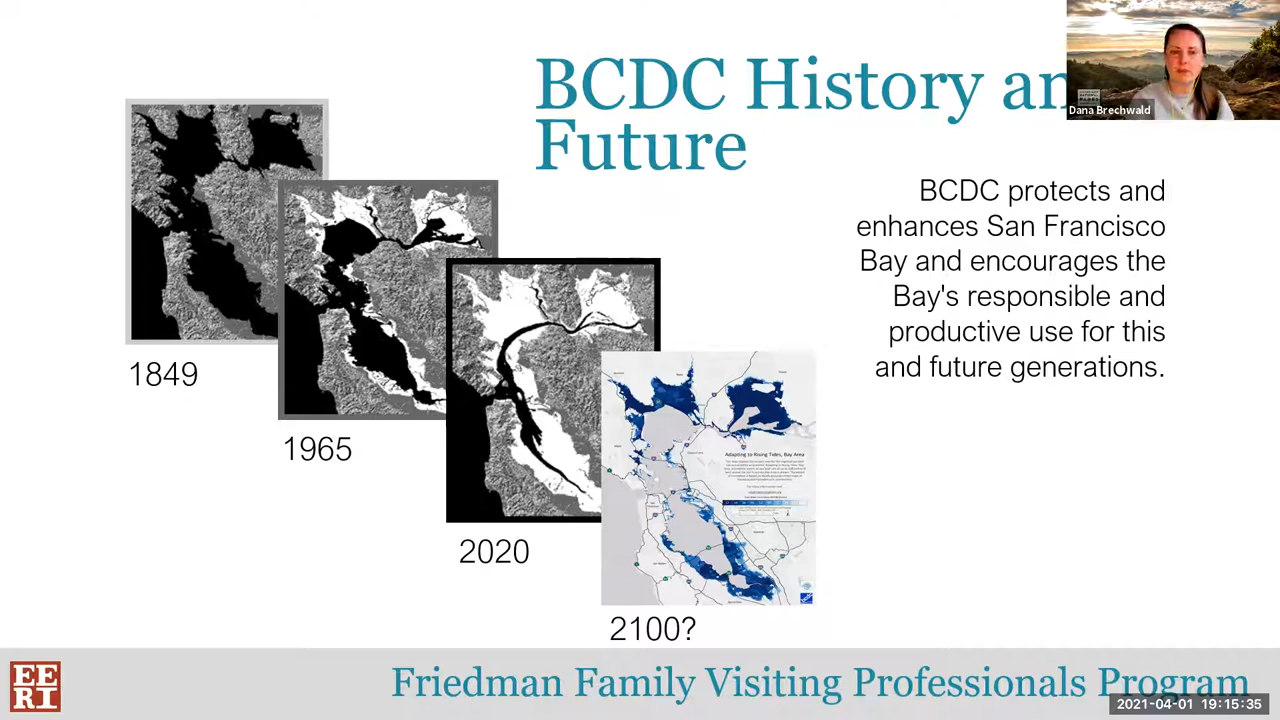 BCDC History an
Future
Dana Brechwald
BCDC protects and
enhances San Francisco
Bay and encourages the
Bay's responsible and
productive use for this
and future generations.
1849
1965
2020
Adapting to Rising Tides, Bay Area
2100?
EE
RI
Friedman Family Visiting Professionals Program
2021-04-01 19:15:35